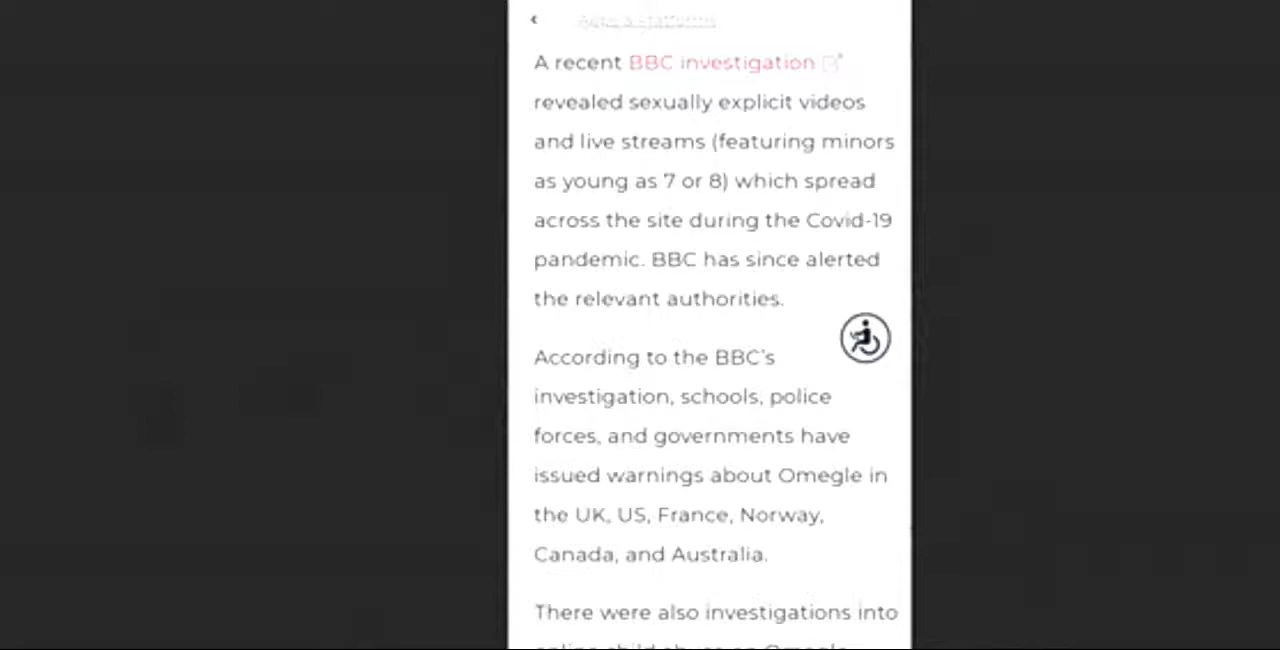 A recent BBC investigation
revealed sexually explicit videos
and live streams (featuring minors
as young as 7 or 8) which spread
across the site during the Covid-19
pandemic. BBC has since alerted
the relevant authorities.
According to the BBC's
investigation, schools, police
forces, and governments have
issued warnings about Omegle in
the UK, US, France, Norway,
Canada, and Australia.
There were also investigations into